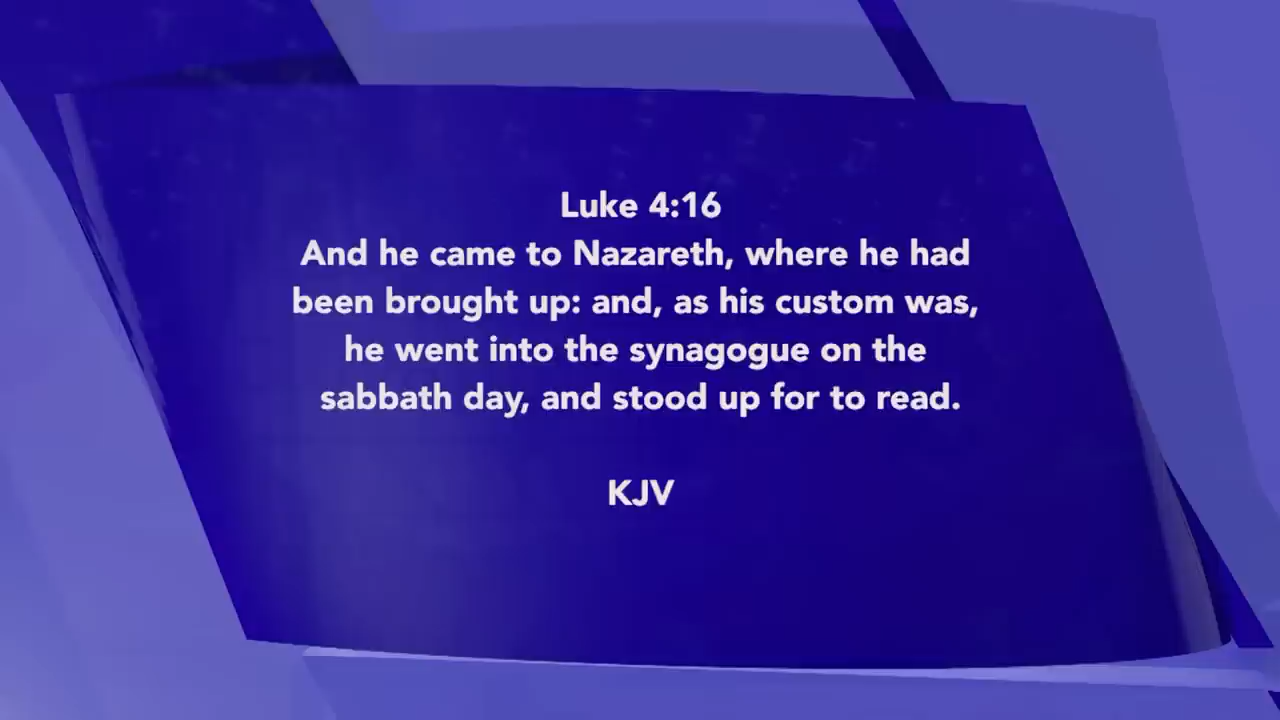 Luke 4:16
And he came to Nazareth, where he had
been brought up: and, as his custom was,
he went into the synagogue on the
sabbath day, and stood up for to read.
KJV